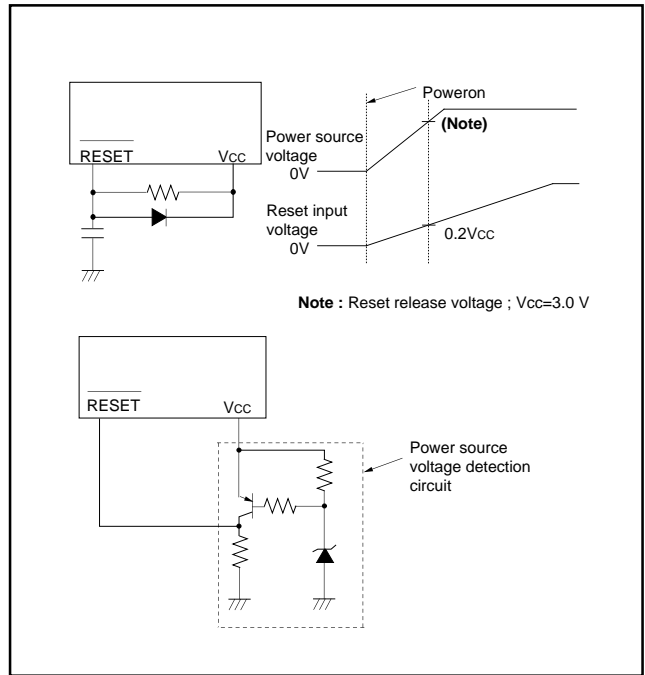 Poweron
(Note)
RESET
Vcc
Power source
voltage
0V
Reset input
voltage
0V
0.2Vcc
Note : Reset release voltage ; Vcc=3.0 V
RESET
Vcc
Power source
voltage detection
circuit